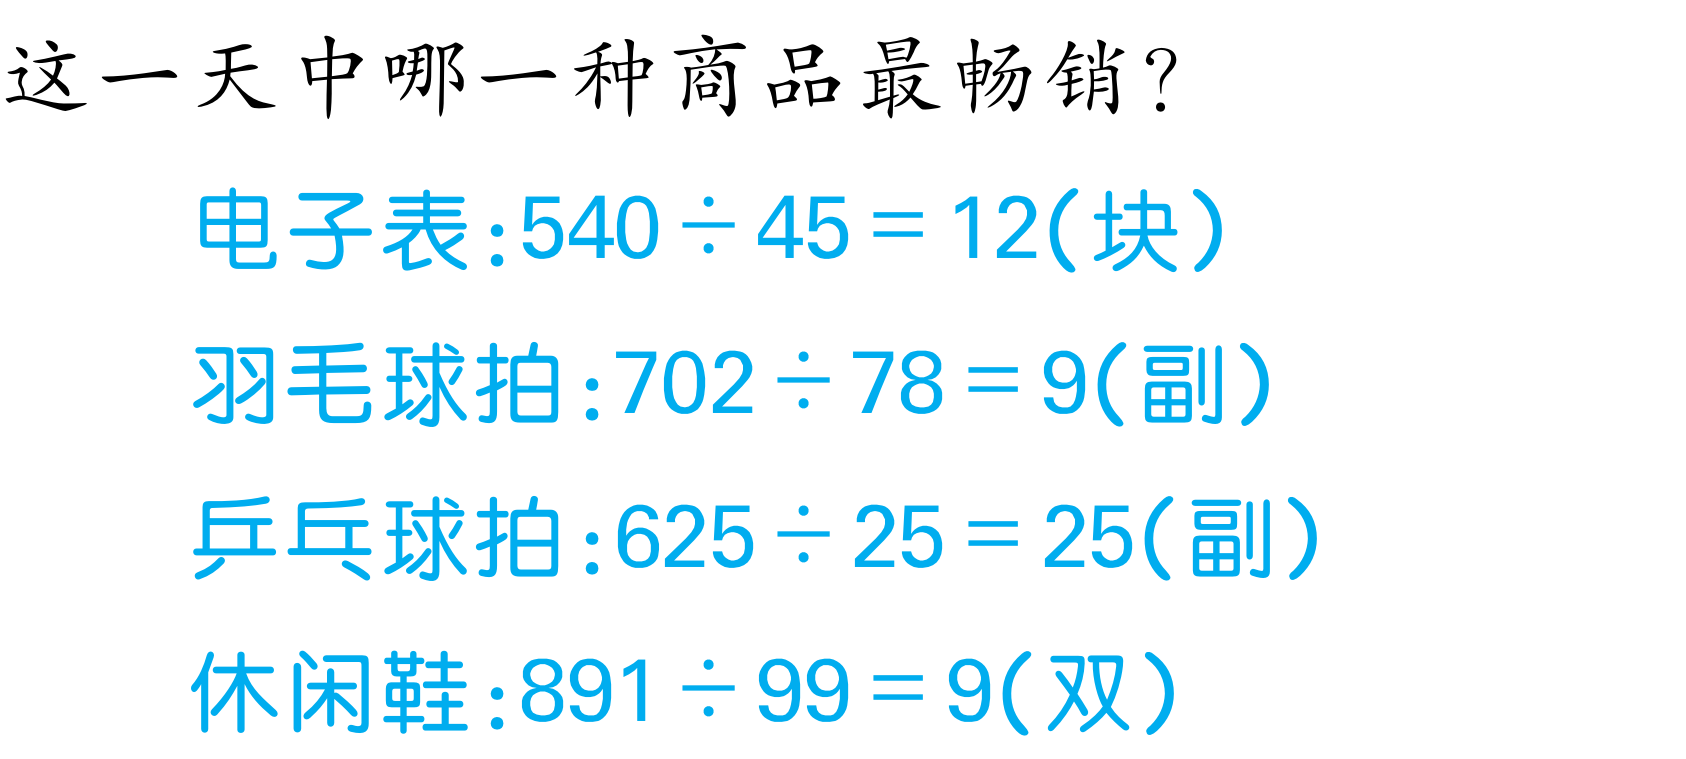 这一天中哪一种商品最畅销?
电子表:540÷45=12(块)
羽毛球拍:702÷78=9(副)
乒乓球拍:625÷25=25(副)
休闲鞋:891÷99=9(双)